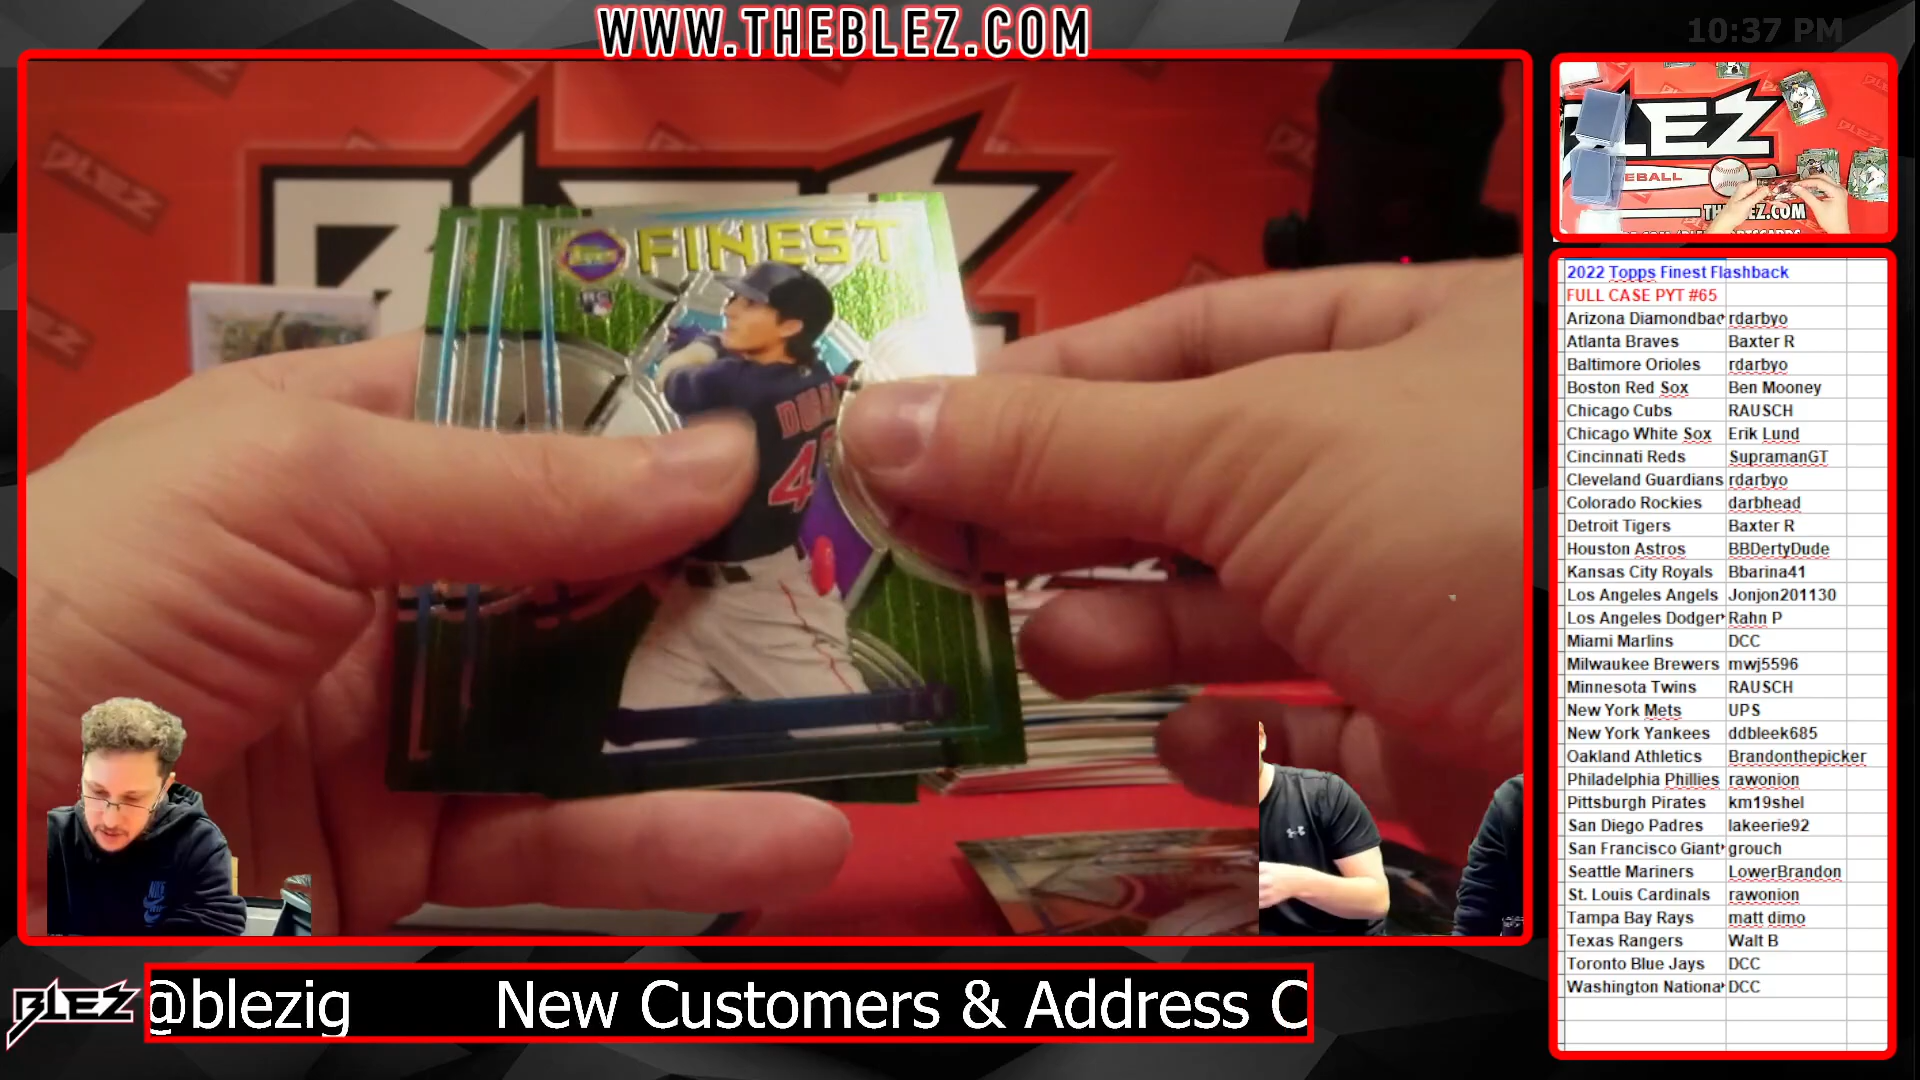 WWW.THEBLEZ.COM
10:37 PM
FINEST
BLEZ
LEZ
EBALL
2022 Topps Finest Flashback
FULL CASE PYT #65
Arizona Diamondbac rdarbyo
Atlanta Braves Baxter R
Baltimore Orioles rdarbyo
Boston Red Sox Ben Mooney
Chicago Cubs RAUSCH
Chicago White Sox Erik Lund
Cincinnati Reds SupramanGT
Cleveland Guardians rdarbyo
Colorado Rockies darbhead
Detroit Tigers Baxter R
Houston Astros BBDertyDude
Kansas City Royals Bbarina41
Los Angeles Angels Jonjon201130
Los Angeles Dodger Rahn P
Miami Marlins DCC
Milwaukee Brewers mwj5596
Minnesota Twins RAUSCH
New York Mets UPS
New York Yankees ddbleek685
Oakland Athletics Brandonthepicker
Philadelphia Phillies rawonion
Pittsburgh Pirates km19shel
San Diego Padres lakeerie92
San Francisco Giant grouch
Seattle Mariners LowerBrandon
St. Louis Cardinals rawonion
Tampa Bay Rays matt dimo
Texas Rangers Walt B
Toronto Blue Jays DCC
Washington Nationa DCC
BLEZ
@blezig New Customers & Address C